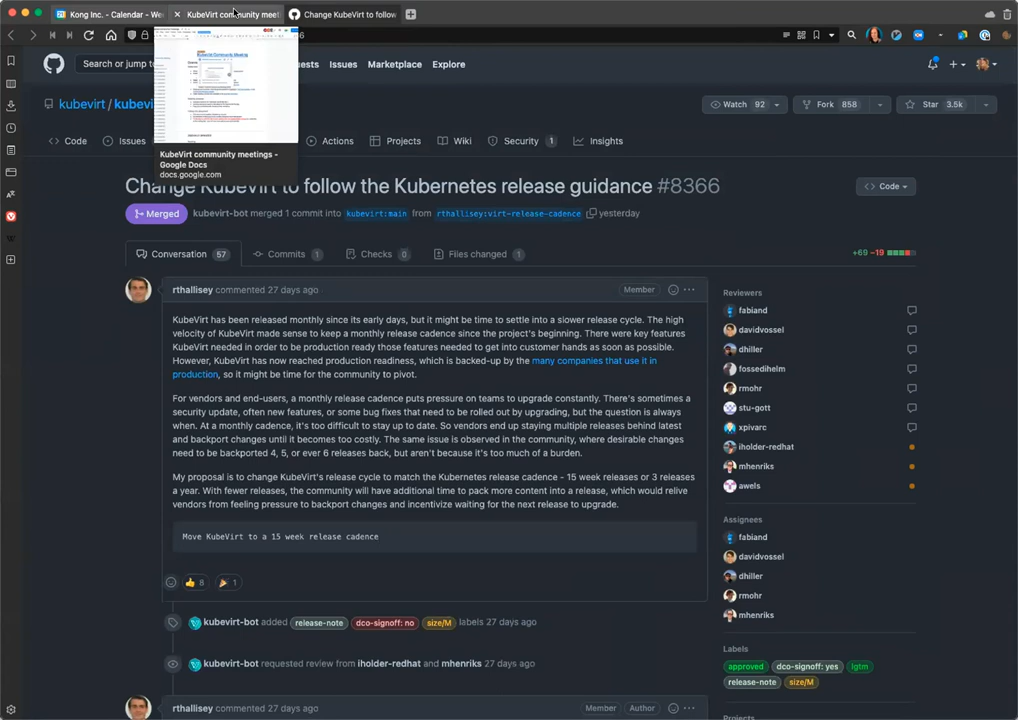 Kong Inc. - Calendar - We
KubeVirt community meet
Change KubeVirt to follow
6
Search or jump to
ests
Issues
Marketplace
Explore
kubevirt / kubevi
Watch 92
Fork 858
Star 3.5k
Code
Issues
Actions
Projects
Wiki
Security 1
Insights
KubeVirt community meetings - Google Docs
docs.google.com
Change KubeVirt to follow the Kubernetes release guidance #8366
Code
Merged
kubevirt-bot merged 1 commit into kubevirt:main from rthallisey:virt-release-cadence yesterday
Conversation 57
Commits 1
Checks 0
Files changed 1
+69 −19
rthallisey commented 27 days ago
Member
KubeVirt has been released monthly since its early days, but it might be time to settle into a slower release cycle. The high
velocity of KubeVirt made sense to keep a monthly release cadence since the project's beginning. There were key features
KubeVirt needed in order to be production ready those features needed to get into customer hands as soon as possible.
However, KubeVirt has now reached production readiness, which is backed-up by the many companies that use it in
production, so it might be time for the community to pivot.
For vendors and end-users, a monthly release cadence puts pressure on teams to upgrade constantly. There's sometimes a
security update, often new features, or some bug fixes that need to be rolled out by upgrading, but the question is always
when. At a monthly cadence, it's too difficult to stay up to date. So vendors end up staying multiple releases behind latest
and backport changes until it becomes too costly. The same issue is observed in the community, where desirable changes
need to be backported 4, 5, or ever 6 releases back, but aren't because it's too much of a burden.
My proposal is to change KubeVirt's release cycle to match the Kubernetes release cadence - 15 week releases or 3 releases
a year. With fewer releases, the community will have additional time to pack more content into a release, which would relive
vendors from feeling pressure to backport changes and incentivize waiting for the next release to upgrade.
Move KubeVirt to a 15 week release cadence
8
1
kubevirt-bot added release-note dco-signoff: no size/M labels 27 days ago
kubevirt-bot requested review from iholder-redhat and mhenriks 27 days ago
rthallisey commented 27 days ago
Member
Author
Reviewers
fabiand
davidvossel
dhiller
fossedihelm
rmohr
stu-gott
xpivarc
iholder-redhat
mhenriks
awels
Assignees
fabiand
davidvossel
dhiller
rmohr
mhenriks
Labels
approved
dco-signoff: yes
lgtm
release-note
size/M
Projects